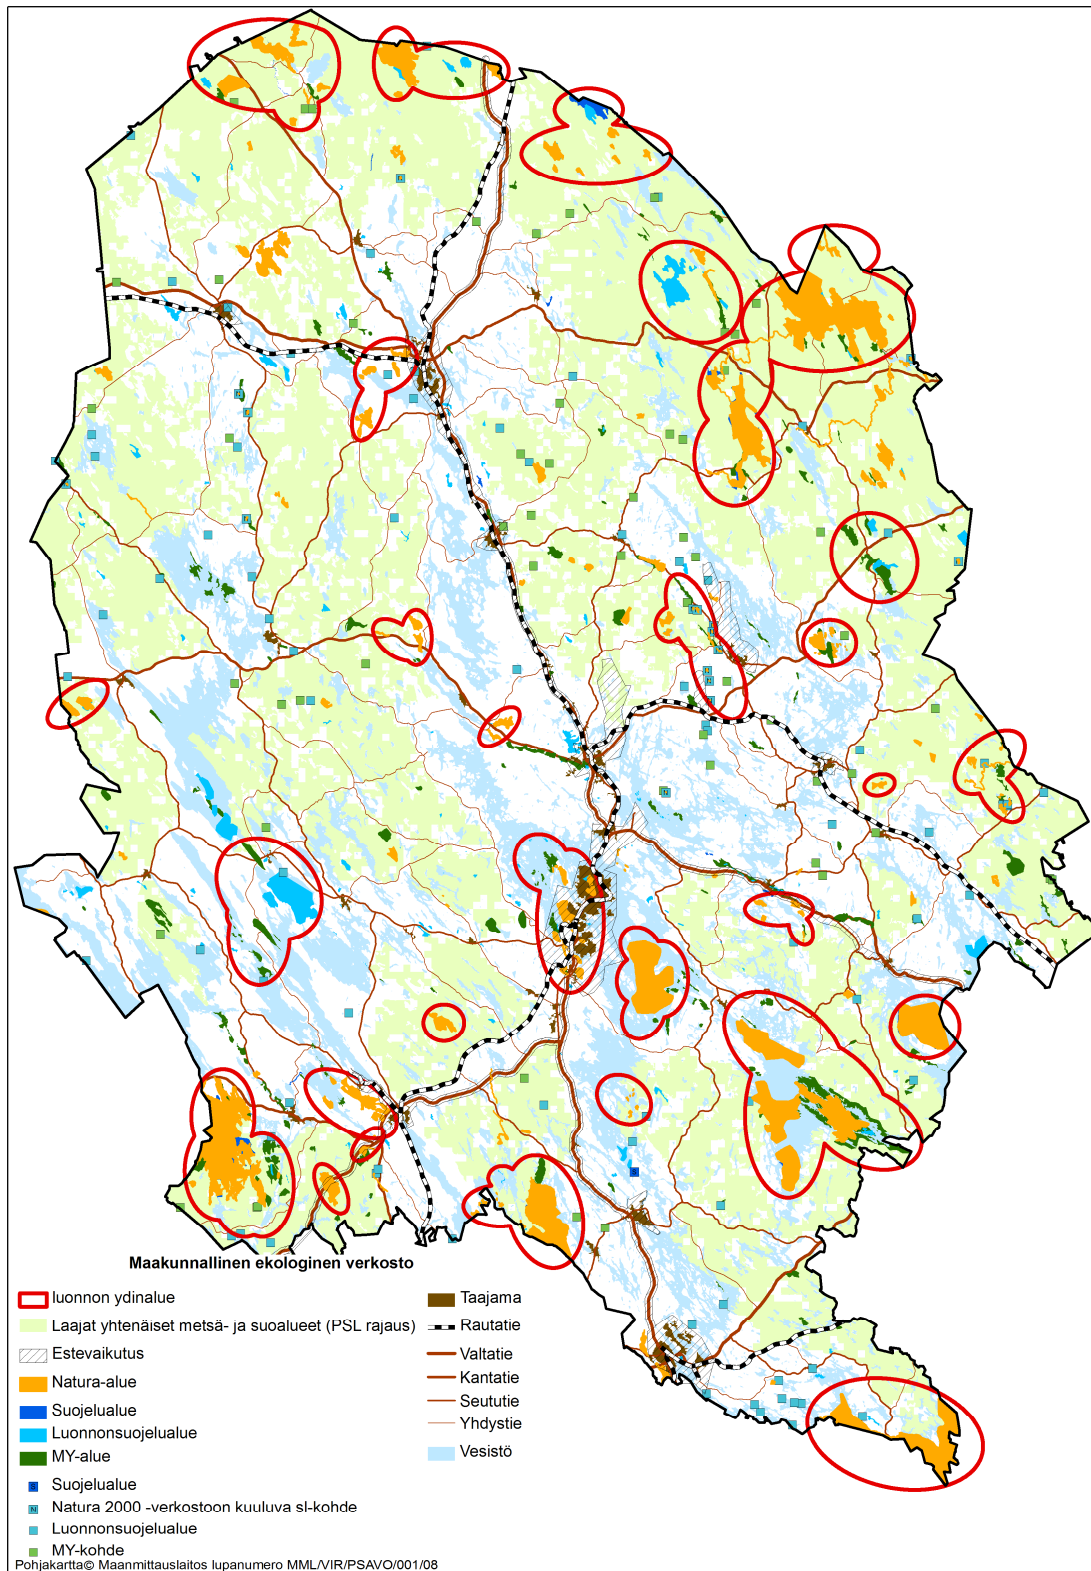 Maakunnallinen ekologinen verkosto
luonnon ydinalue
Laajat yhtenäiset metsä- ja suoalueet (PSL rajaus)
Estevaikutus
Natura-alue
Suojelualue
Luonnonsuojelualue
MY-alue
S Suojelualue
N Natura 2000 -verkostoon kuuluva sl-kohde
Luonnonsuojelualue
MY-kohde
Taajama
Rautatie
Valtatie
Kantatie
Seututie
Yhdystie
Vesistö
Pohjakartta© Maanmittauslaitos lupanumero MML/VIR/PSAVO/001/08